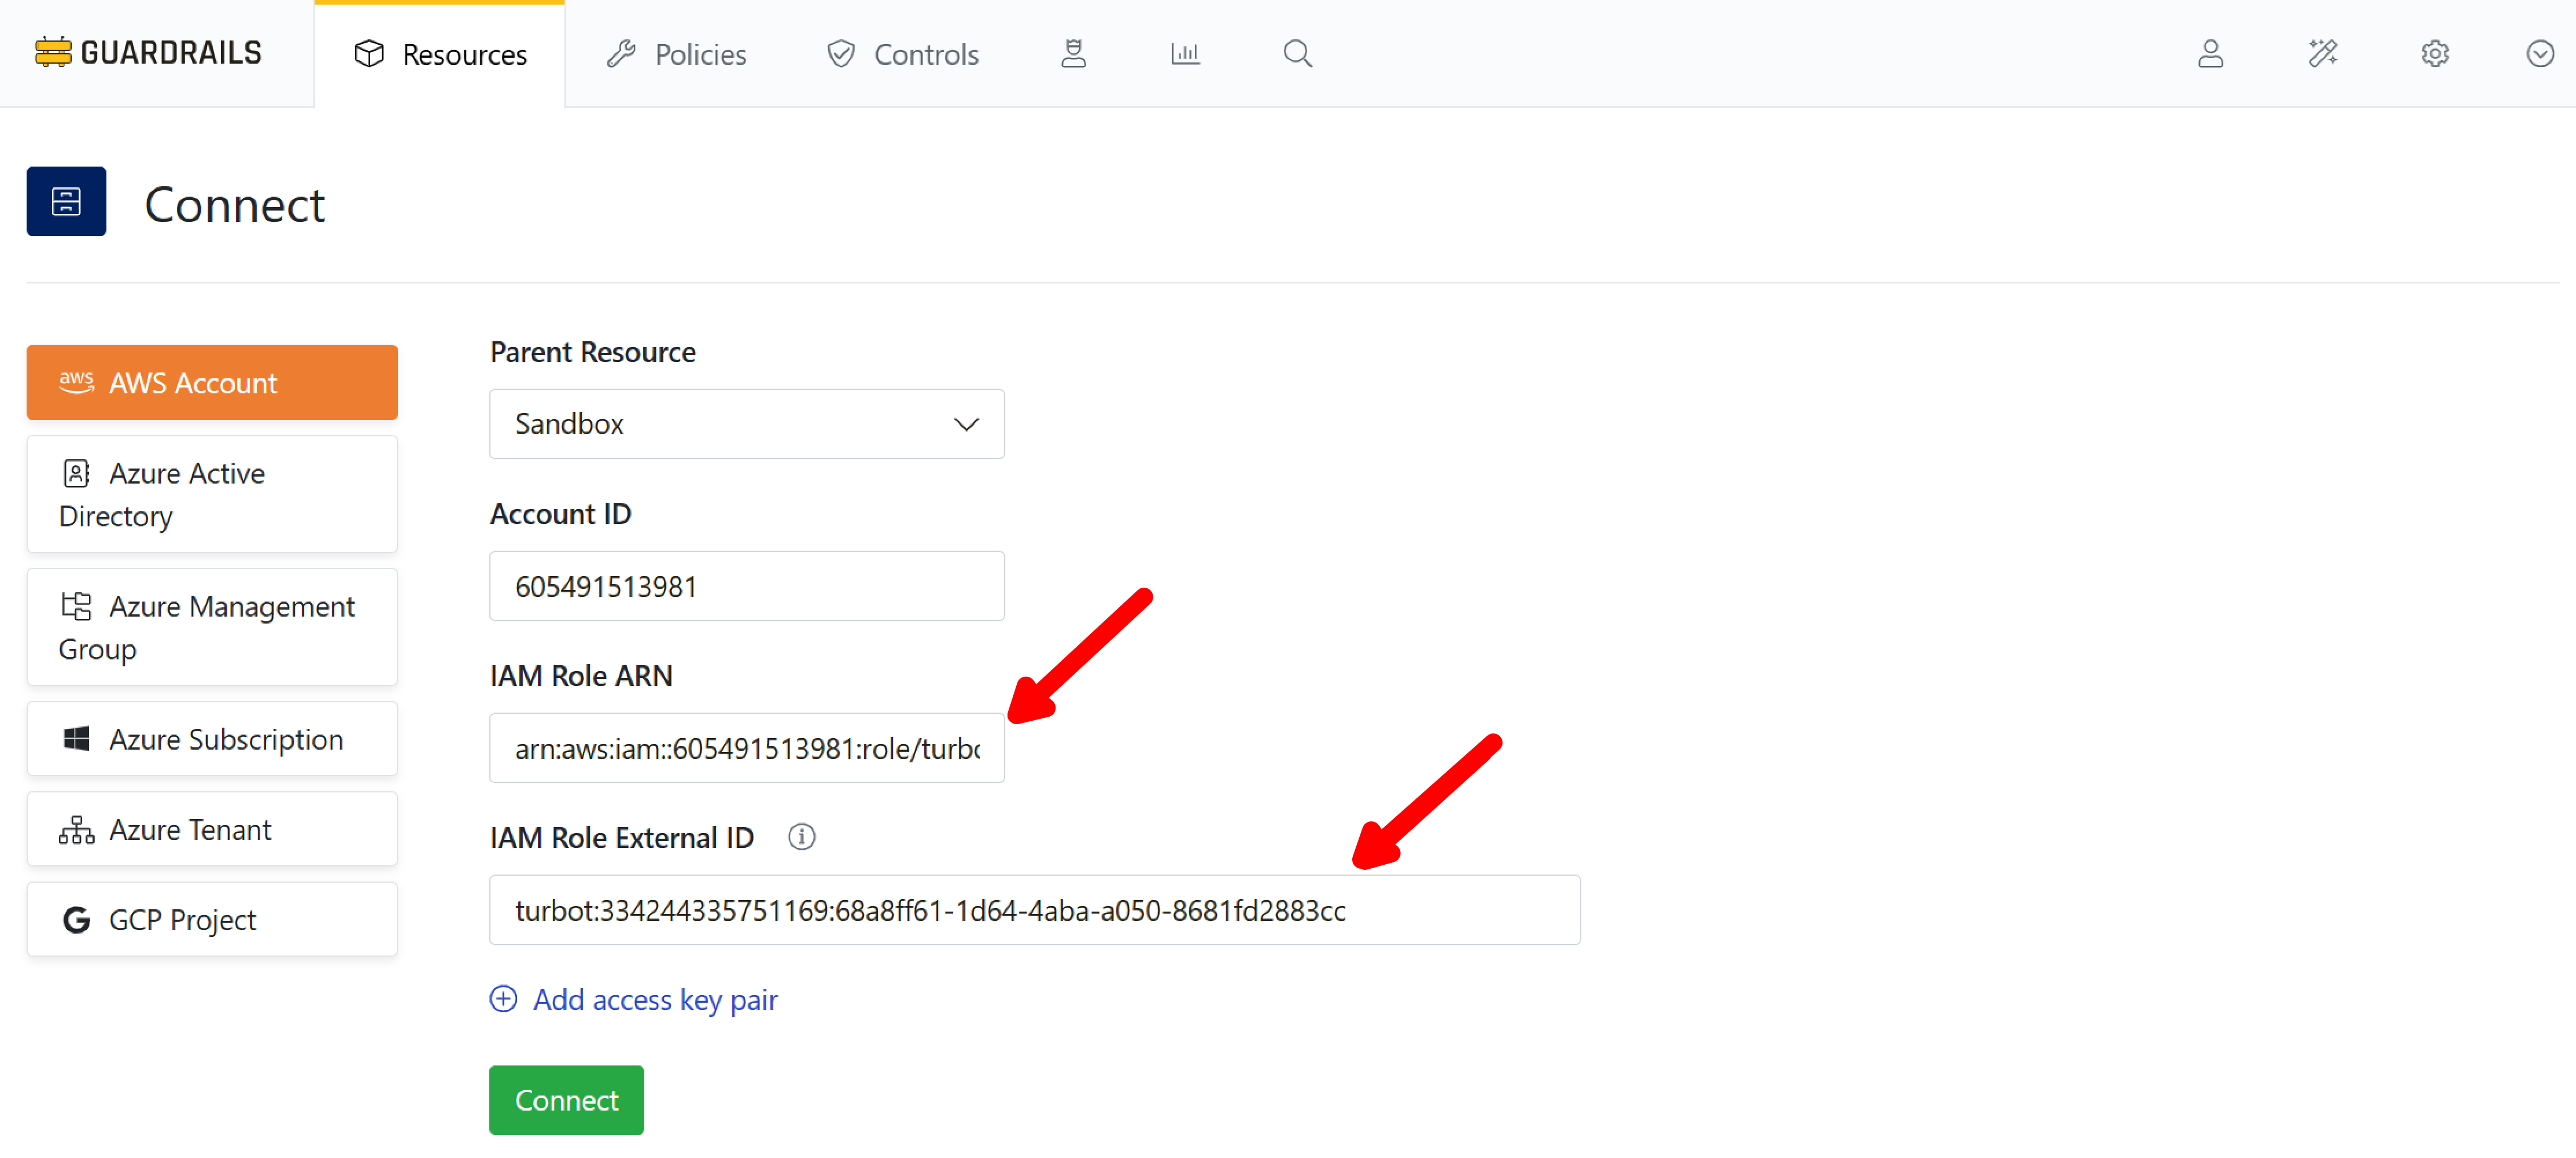 GUARDRAILS
Resources
Policies
Controls
Connect
aws AWS Account
Azure Active
Directory
Azure Management
Group
Azure Subscription
Azure Tenant
GCP Project
Parent Resource
Sandbox
Account ID
605491513981
IAM Role ARN
arn:aws:iam::605491513981:role/turbo
IAM Role External ID
turbot:334244335751169:68a8ff61-1d64-4aba-a050-8681fd2883cc
Add access key pair
Connect